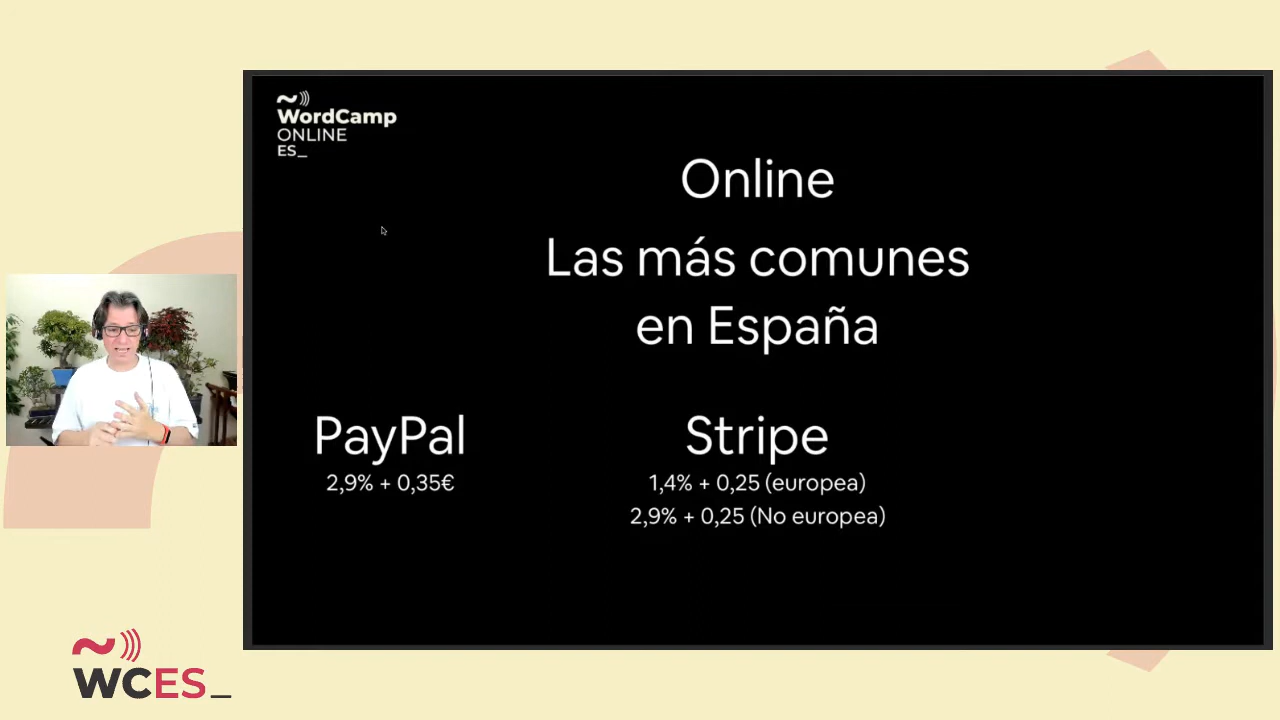 WordCamp
ONLINE
ES_
Online
Las más comunes
en España
PayPal
2,9% + 0,35€
Stripe
1,4% + 0,25 (europea)
2,9% + 0,25 (No europea)
WCES_